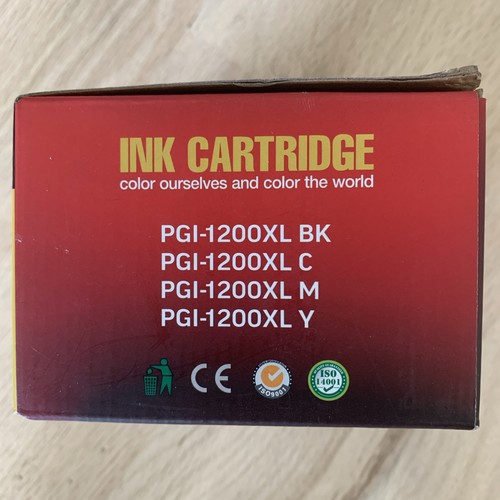 INK CARTRIDGE
color ourselves and color the world
PGI-1200XL BK
PGI-1200XL C
PGI-1200XL M
PGI-1200XL Y
CE
ISO9001
ISO
14001